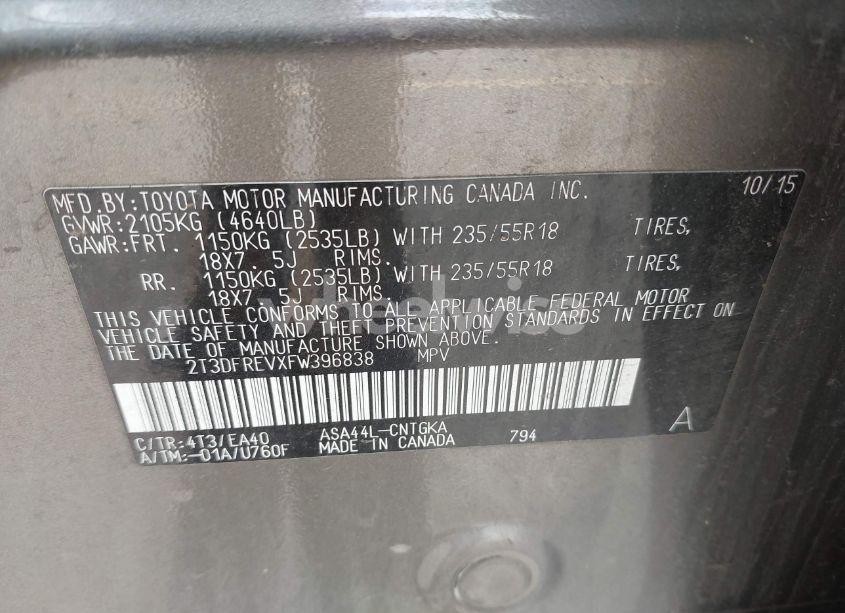 MFD.BY:TOYOTA MOTOR MANUFACTURING CANADA INC. 10/15
GVWR:2105KG (4640LB)
GAWR:FRT. 1150KG (2535LB) WITH 235/55R18 TIRES,
18X7.5J RIMS.
RR. 1150KG (2535LB) WITH 235/55R18 TIRES,
18X7.5J RIMS.
THIS VEHICLE CONFORMS TO ALL APPLICABLE FEDERAL MOTOR
VEHICLE SAFETY AND THEFT PREVENTION STANDARDS IN EFFECT ON
THE DATE OF MANUFACTURE SHOWN ABOVE.
2T3DFREVXFW396838 MPV
C/TR:4T3/EA40 ASA44L-CNTGKA 794 A
A/TM:-01A/U760F MADE IN CANADA
wheelwise